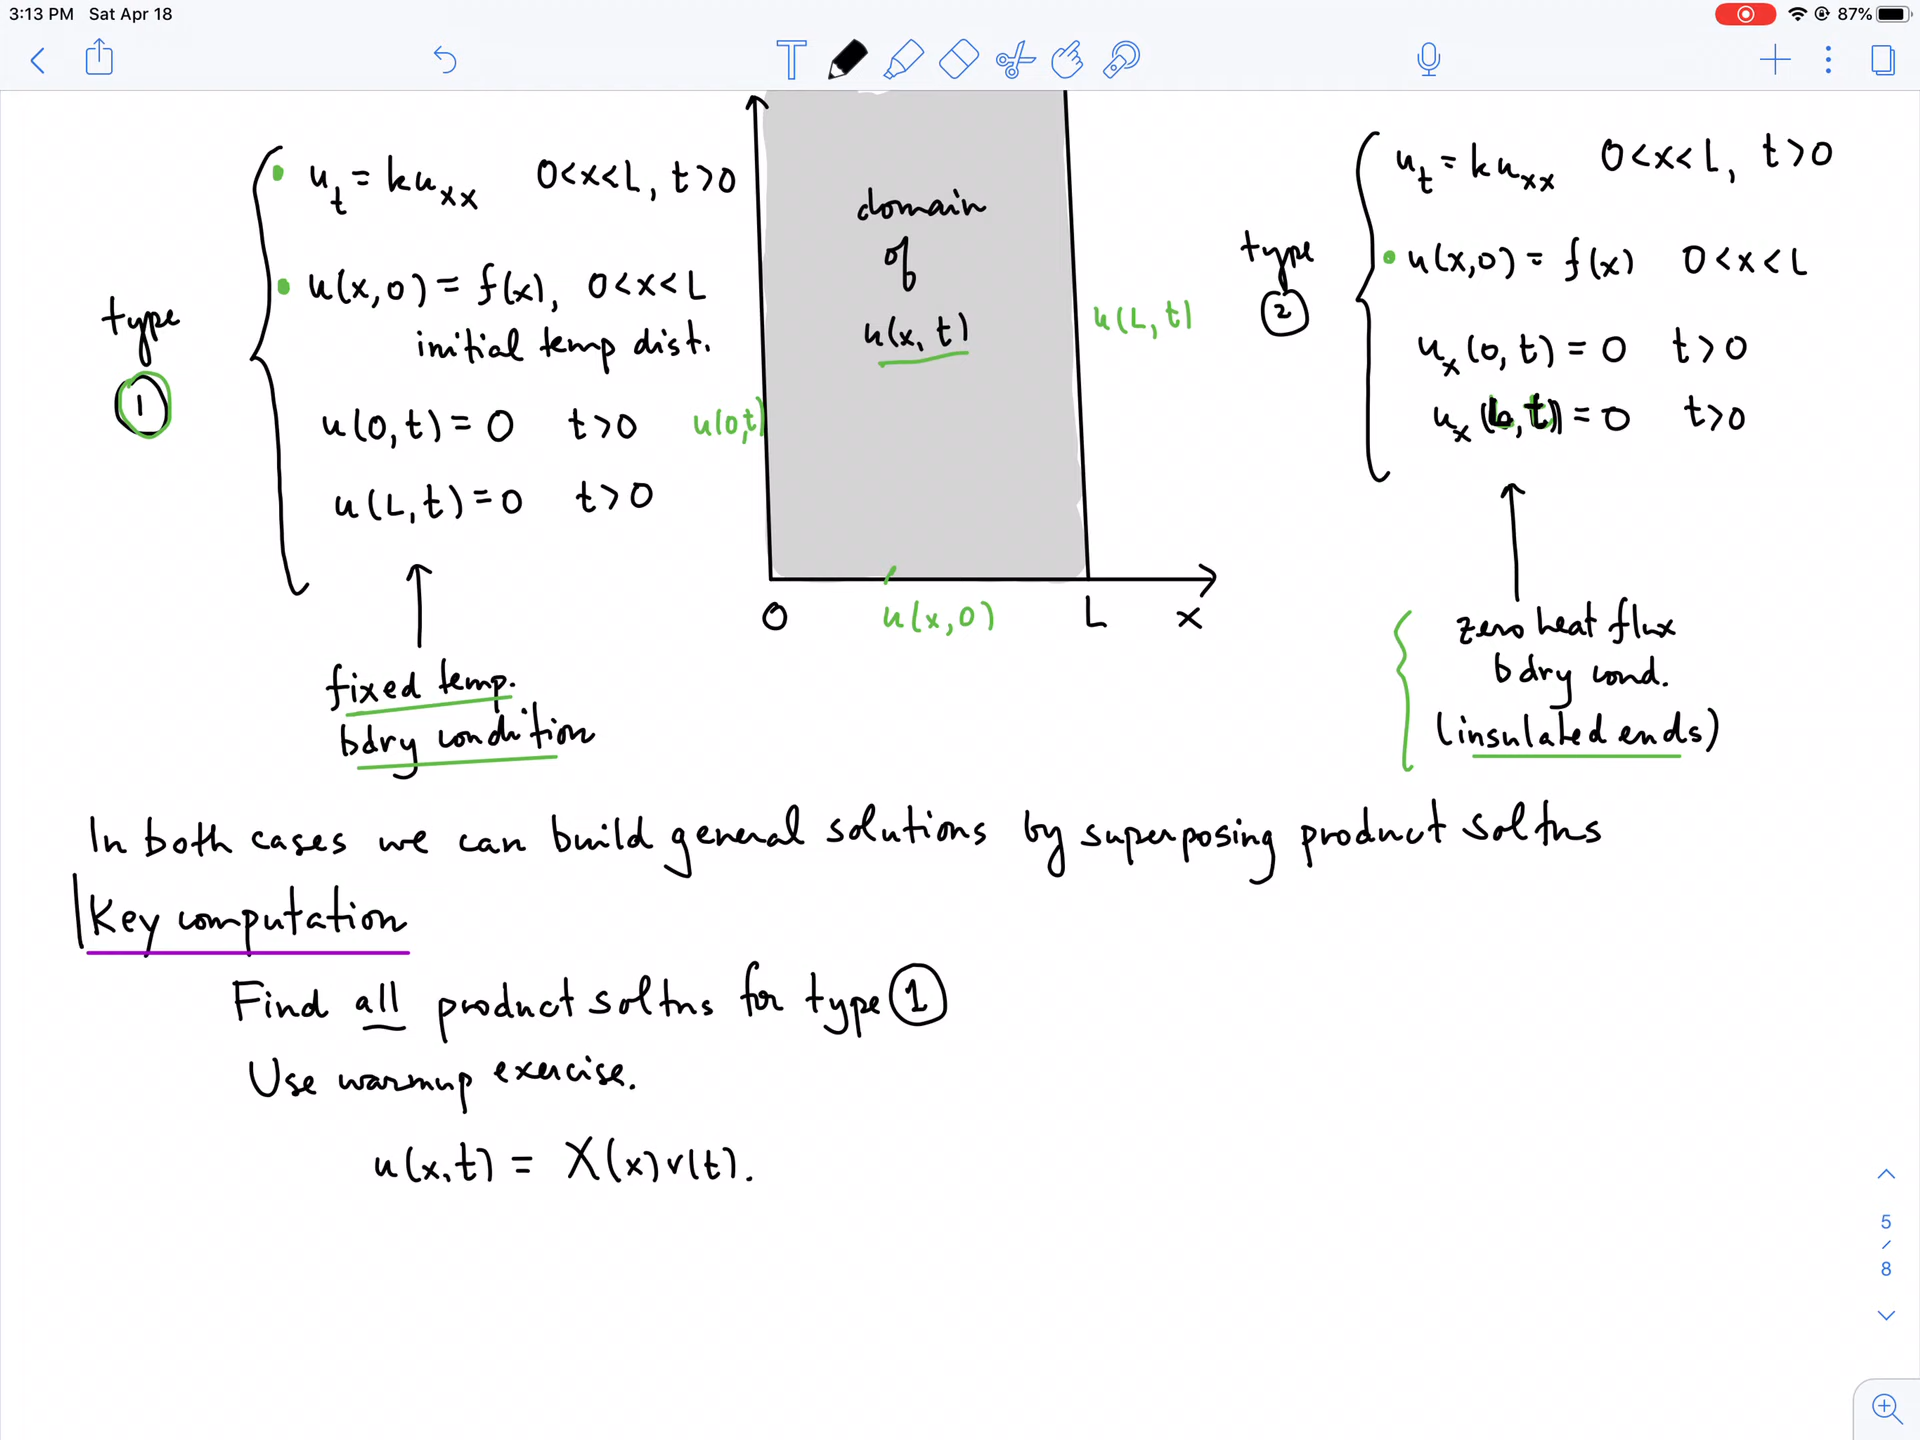 3:13 PM Sat Apr 18
87%
T
type
1
u_t = ku_xx 0<x<L, t>0
u(x,0) = f(x), 0<x<L
initial temp dist.
u(0,t) = 0 t>0
u(L,t) = 0 t>0
fixed temp.
bdry condition
domain
of
u(x,t)
u(0,t)
u(L,t)
0 u(x,0) L x
type
2
u_t = ku_xx 0<x<L, t>0
u(x,0) = f(x) 0<x<L
u_x(0,t) = 0 t>0
u_x(L,t) = 0 t>0
zero heat flux
bdry cond.
(insulated ends)
In both cases we can build general solutions by superposing product soltns
Key computation
Find all product soltns for type 1
Use warmup exercise.
u(x,t) = X(x)v(t).
5
/
8